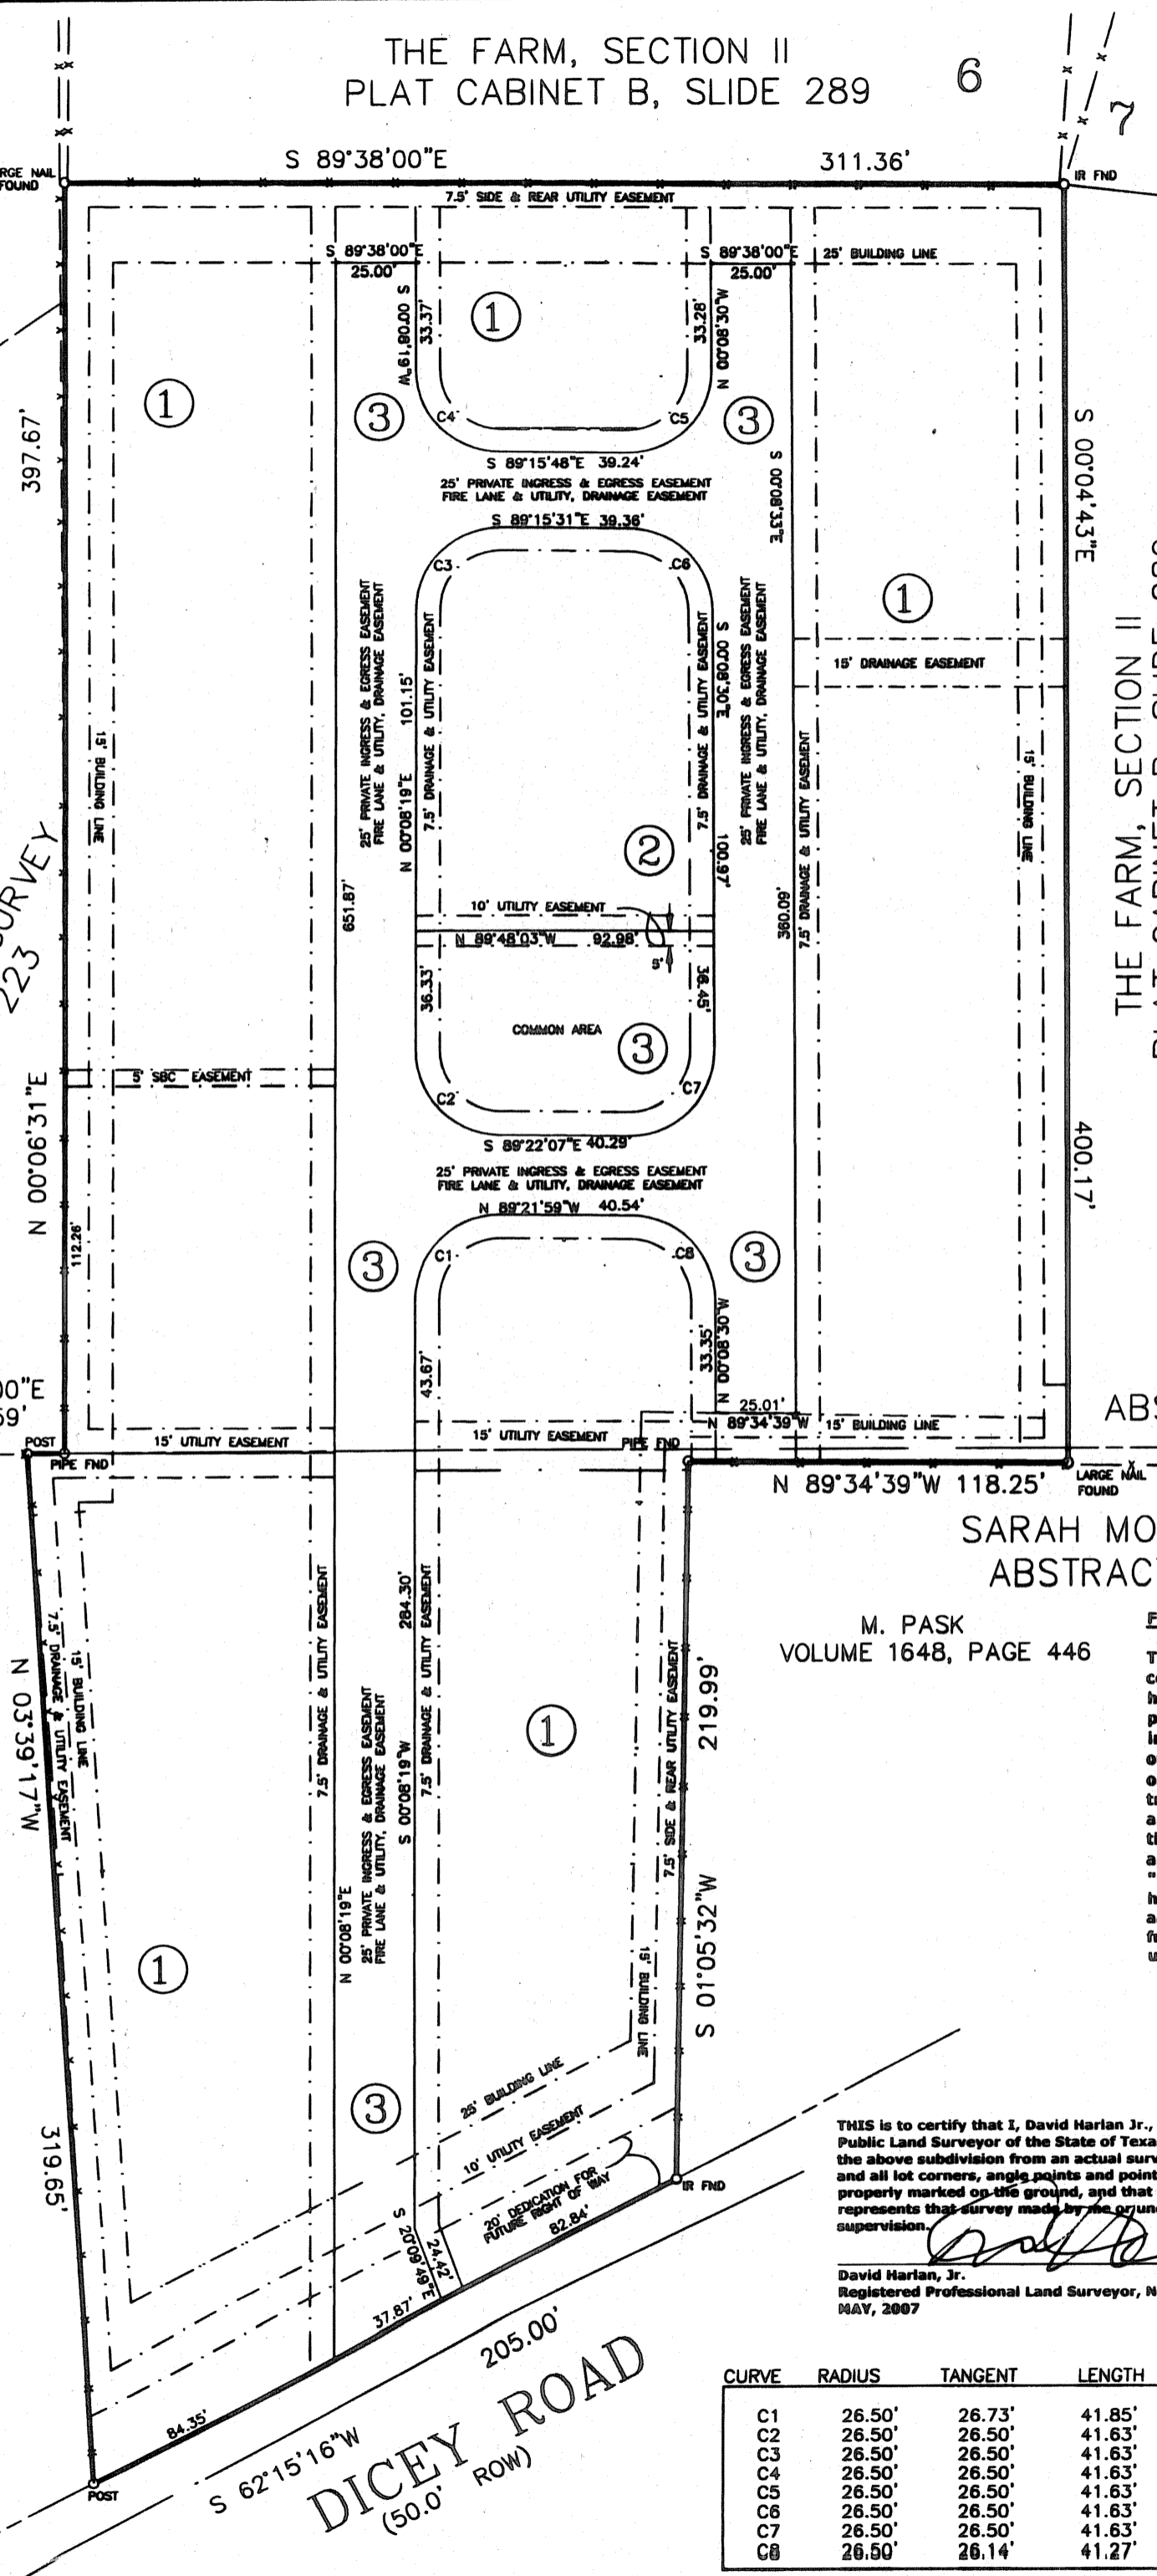 THE FARM, SECTION II
PLAT CABINET B, SLIDE 289
6
7
S 89°38'00"E
311.36'
RGE NAIL
FOUND
IR FND
7.5' SIDE & REAR UTILITY EASEMENT
S 89°38'00"E
25.00'
S 89°38'00"E
25.00'
25' BUILDING LINE
S 00°08'19"W
33.37'
1
33.28'
N 00°08'30"W
1
3
C4
C5
3
397.67'
S 00°04'43"E
S 89°15'48"E 39.24'
25' PRIVATE INGRESS & EGRESS EASEMENT
FIRE LANE & UTILITY, DRAINAGE EASEMENT
S 00°08'33"E
S 89°15'31"E 39.36'
C3
C6
1
25' PRIVATE INGRESS & EGRESS EASEMENT
FIRE LANE & UTILITY, DRAINAGE EASEMENT
N 00°08'19"E 101.15'
7.5' DRAINAGE & UTILITY EASEMENT
7.5' DRAINAGE & UTILITY EASEMENT
S 00°08'30"E
100.97'
25' PRIVATE INGRESS & EGRESS EASEMENT
FIRE LANE & UTILITY, DRAINAGE EASEMENT
15' DRAINAGE EASEMENT
THE FARM, SECTION II
15' BUILDING LINE
7.5' DRAINAGE & UTILITY EASEMENT
15' BUILDING LINE
2
SURVEY
223
651.87'
360.09'
10' UTILITY EASEMENT
N 89°48'03"W 92.98'
5'
36.33'
36.45'
COMMON AREA
3
5' SBC EASEMENT
C2
C7
N 00°06'31"E
S 89°22'07"E 40.29'
400.17'
25' PRIVATE INGRESS & EGRESS EASEMENT
FIRE LANE & UTILITY, DRAINAGE EASEMENT
N 89°21'59"W 40.54'
112.26'
3
C1
C8
3
43.67'
33.35'
N 00°08'30"W
00"E
59'
25.01'
N 89°34'39"W
15' BUILDING LINE
ABS
POST
PIPE FND
15' UTILITY EASEMENT
15' UTILITY EASEMENT
PIPE FND
N 89°34'39"W 118.25'
LARGE NAIL
FOUND
SARAH MO
ABSTRAC
M. PASK
VOLUME 1648, PAGE 446
N 03°39'17"W
7.5' DRAINAGE & UTILITY EASEMENT
15' BUILDING LINE
7.5' DRAINAGE & UTILITY EASEMENT
284.30'
S 00°08'19"W
7.5' DRAINAGE & UTILITY EASEMENT
25' PRIVATE INGRESS & EGRESS EASEMENT
FIRE LANE & UTILITY, DRAINAGE EASEMENT
N 00°08'19"E
1
7.5' SIDE & REAR UTILITY EASEMENT
219.99'
S 01°05'32"W
15' BUILDING LINE
1
3
319.65'
25' BUILDING LINE
10' UTILITY EASEMENT
20' DEDICATION FOR
FUTURE RIGHT OF WAY
82.84'
IR FND
S 20°09'49"E
24.42'
37.87'
205.00'
84.35'
POST
S 62°15'16"W
DICEY ROAD
(50.0' ROW)
THIS is to certify that I, David Harlan Jr.,
Public Land Surveyor of the State of Texa
the above subdivision from an actual surv
and all lot corners, angle points and point
properly marked on the ground, and that
represents that survey made by me or und
supervision.
David Harlan, Jr.
Registered Professional Land Surveyor, N
MAY, 2007
CURVE RADIUS TANGENT LENGTH
C1 26.50' 26.73' 41.85'
C2 26.50' 26.50' 41.63'
C3 26.50' 26.50' 41.63'
C4 26.50' 26.50' 41.63'
C5 26.50' 26.50' 41.63'
C6 26.50' 26.50' 41.63'
C7 26.50' 26.50' 41.63'
C8 26.50' 26.14' 41.27'